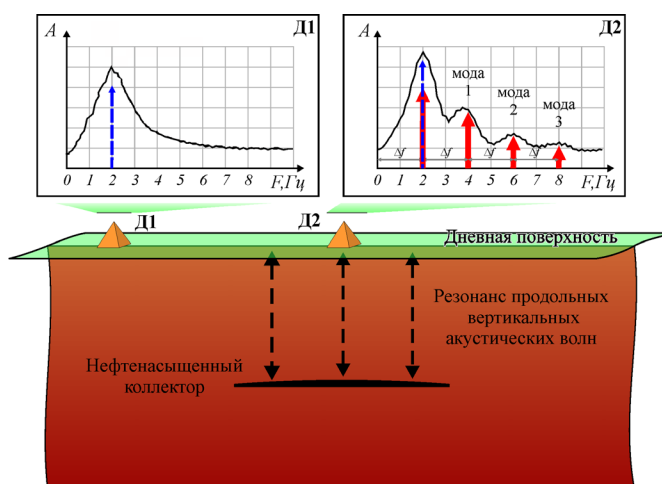 A
Д1
0 1 2 3 4 5 6 7 8 F,Гц
A
Д2
мода
1
мода
2
мода
3
Δf Δf Δf Δf
0 1 2 3 4 5 6 7 8 F,Гц
Д1
Д2
Дневная поверхность
Резонанс продольных
вертикальных
акустических волн
Нефтенасыщенный
коллектор